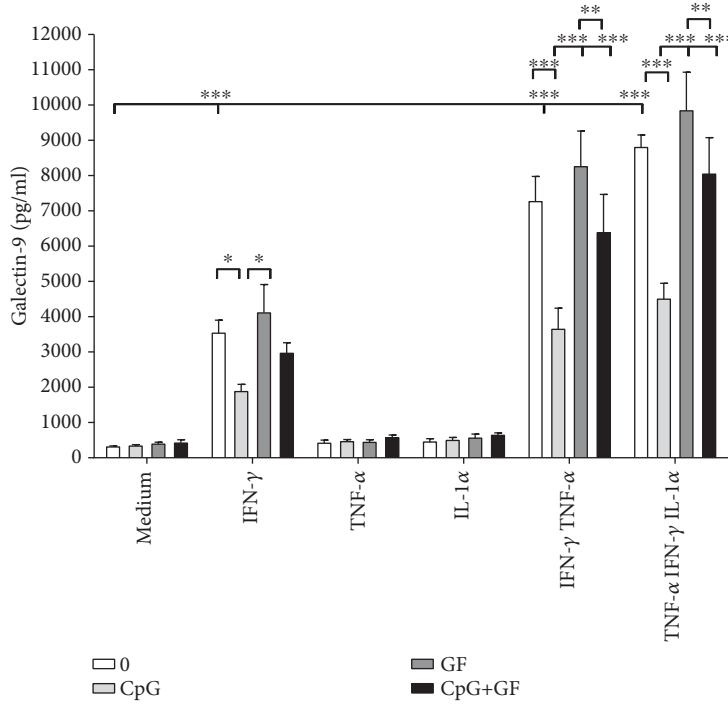 ** **
*** *** *** ***
*** ***
*** *** ***
* *
Galectin-9 (pg/ml)
12000
11000
10000
9000
8000
7000
6000
5000
4000
3000
2000
1000
0
Medium
IFN-γ
TNF-α
IL-1α
IFN-γ TNF-α
TNF-α IFN-γ IL-1α
0
CpG
GF
CpG+GF